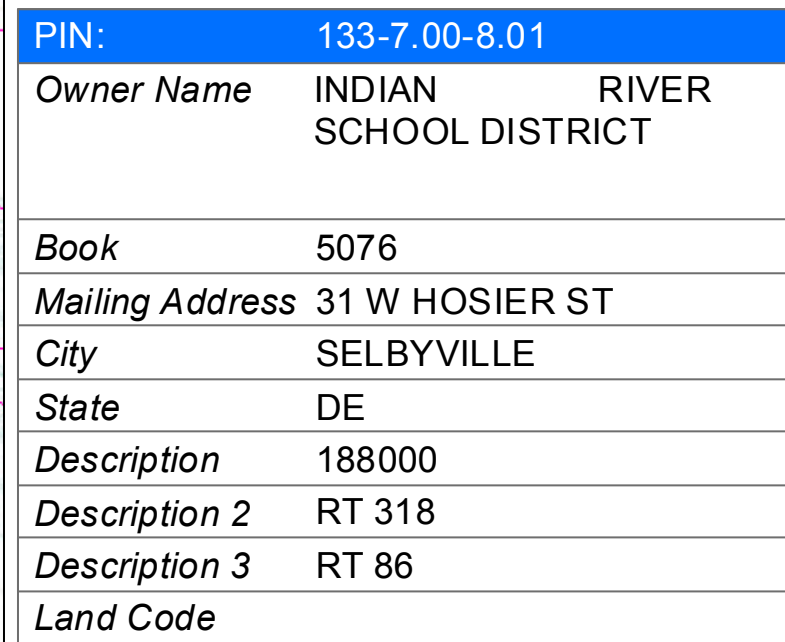 PIN: 133-7.00-8.01
Owner Name INDIAN RIVER
SCHOOL DISTRICT
Book 5076
Mailing Address 31 W HOSIER ST
City SELBYVILLE
State DE
Description 188000
Description 2 RT 318
Description 3 RT 86
Land Code